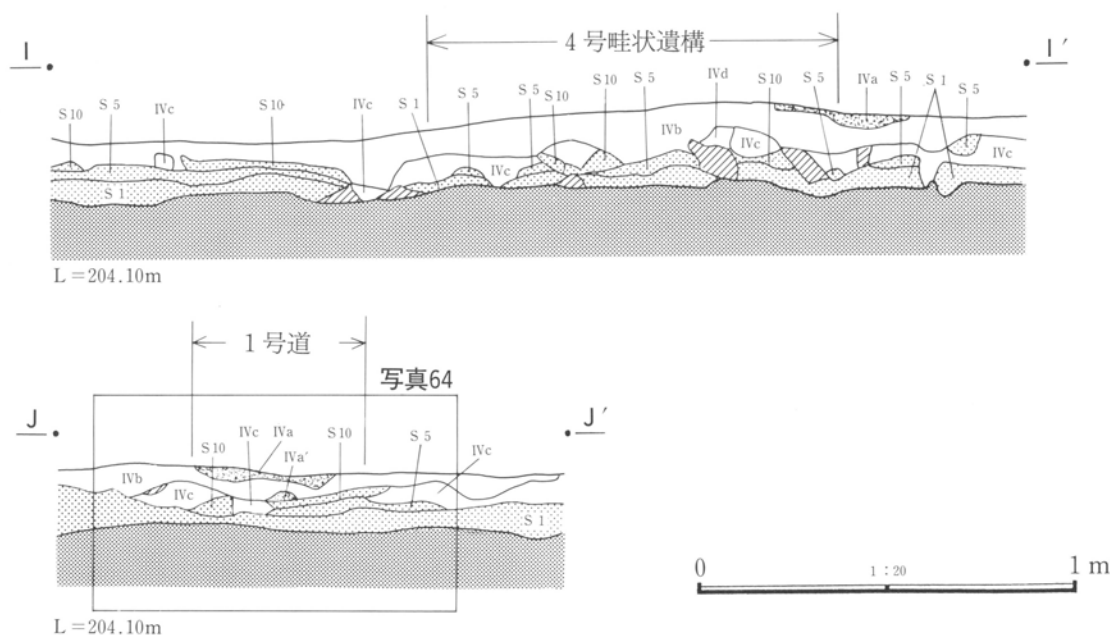 4号畦状遺構
I I′
S10 S5 IVc S10 IVc S1 S5 S5 S10 S10 S5 IVd S10 S5 IVa S5 S1 S5
IVb IVc IVc IVc
S1
L=204.10m
1号道
写真64
J J′
S10 IVc IVa IVa′ S10 S5 IVc
IVb IVc
S1
L=204.10m
0 1:20 1m